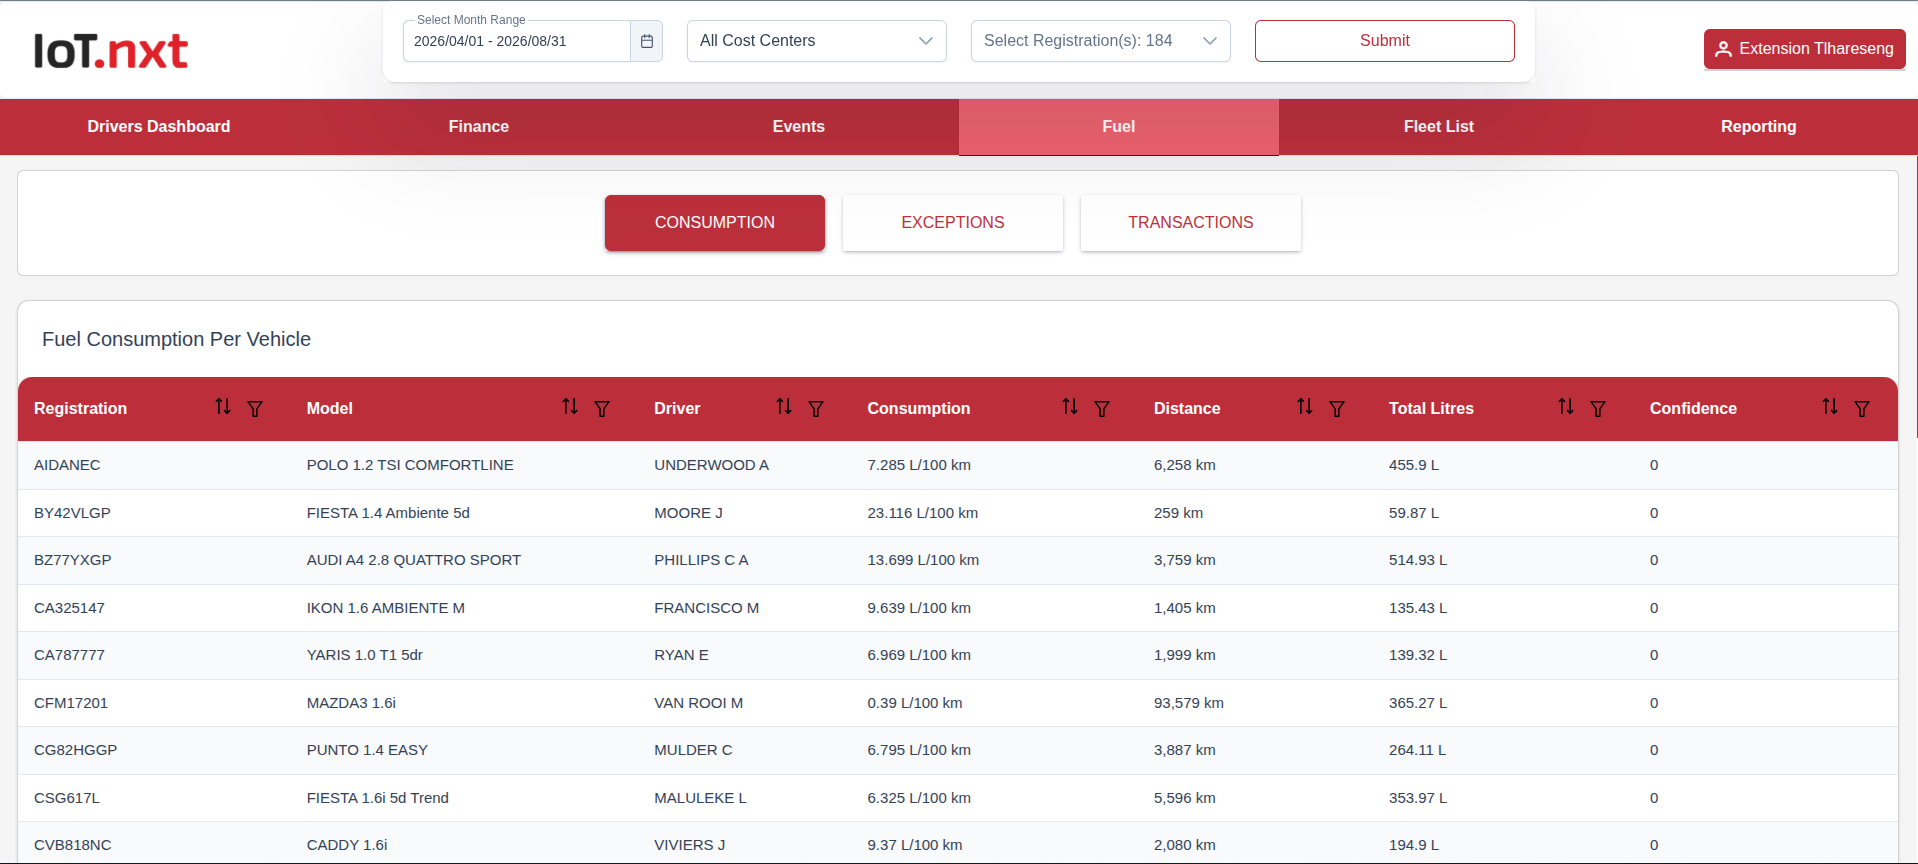 IoT.nxt
Select Month Range
2026/04/01 - 2026/08/31
All Cost Centers
Select Registration(s): 184
Submit
Extension Tlhareseng
Drivers Dashboard Finance Events Fuel Fleet List Reporting
CONSUMPTION EXCEPTIONS TRANSACTIONS
Fuel Consumption Per Vehicle
Registration Model Driver Consumption Distance Total Litres Confidence
AIDANEC POLO 1.2 TSI COMFORTLINE UNDERWOOD A 7.285 L/100 km 6,258 km 455.9 L 0
BY42VLGP FIESTA 1.4 Ambiente 5d MOORE J 23.116 L/100 km 259 km 59.87 L 0
BZ77YXGP AUDI A4 2.8 QUATTRO SPORT PHILLIPS C A 13.699 L/100 km 3,759 km 514.93 L 0
CA325147 IKON 1.6 AMBIENTE M FRANCISCO M 9.639 L/100 km 1,405 km 135.43 L 0
CA787777 YARIS 1.0 T1 5dr RYAN E 6.969 L/100 km 1,999 km 139.32 L 0
CFM17201 MAZDA3 1.6i VAN ROOI M 0.39 L/100 km 93,579 km 365.27 L 0
CG82HGGP PUNTO 1.4 EASY MULDER C 6.795 L/100 km 3,887 km 264.11 L 0
CSG617L FIESTA 1.6i 5d Trend MALULEKE L 6.325 L/100 km 5,596 km 353.97 L 0
CVB818NC CADDY 1.6i VIVIERS J 9.37 L/100 km 2,080 km 194.9 L 0